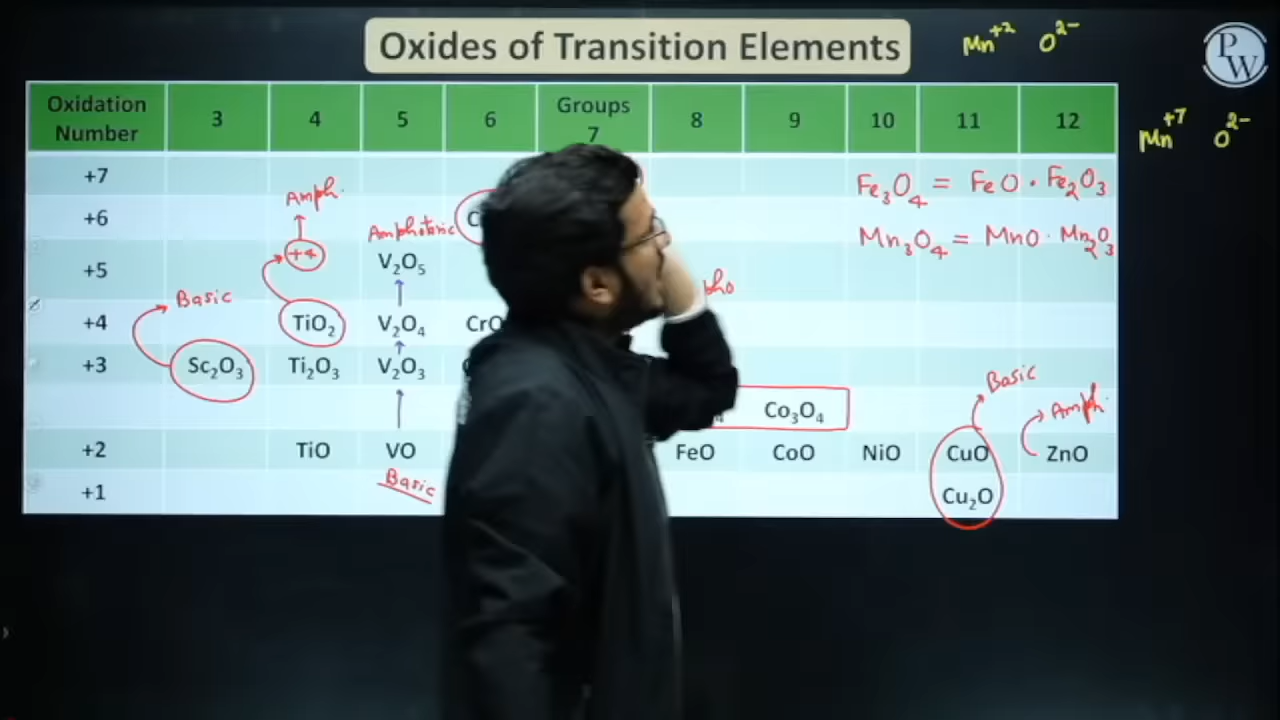 Oxides of Transition Elements
Mn+2 O2-
PW
Oxidation Number 3 4 5 6 Groups 7 8 9 10 11 12
Mn+7 O2-
+7
Fe3O4 = FeO · Fe2O3
Amph.
+6
Amphoteric
Mn3O4 = MnO · Mn2O3
+4
+5 V2O5
Basic
+4 TiO2 V2O4
+3 Sc2O3 Ti2O3 V2O3
Basic
Amph.
Co3O4
+2 TiO VO FeO CoO NiO CuO ZnO
Basic
+1 Cu2O